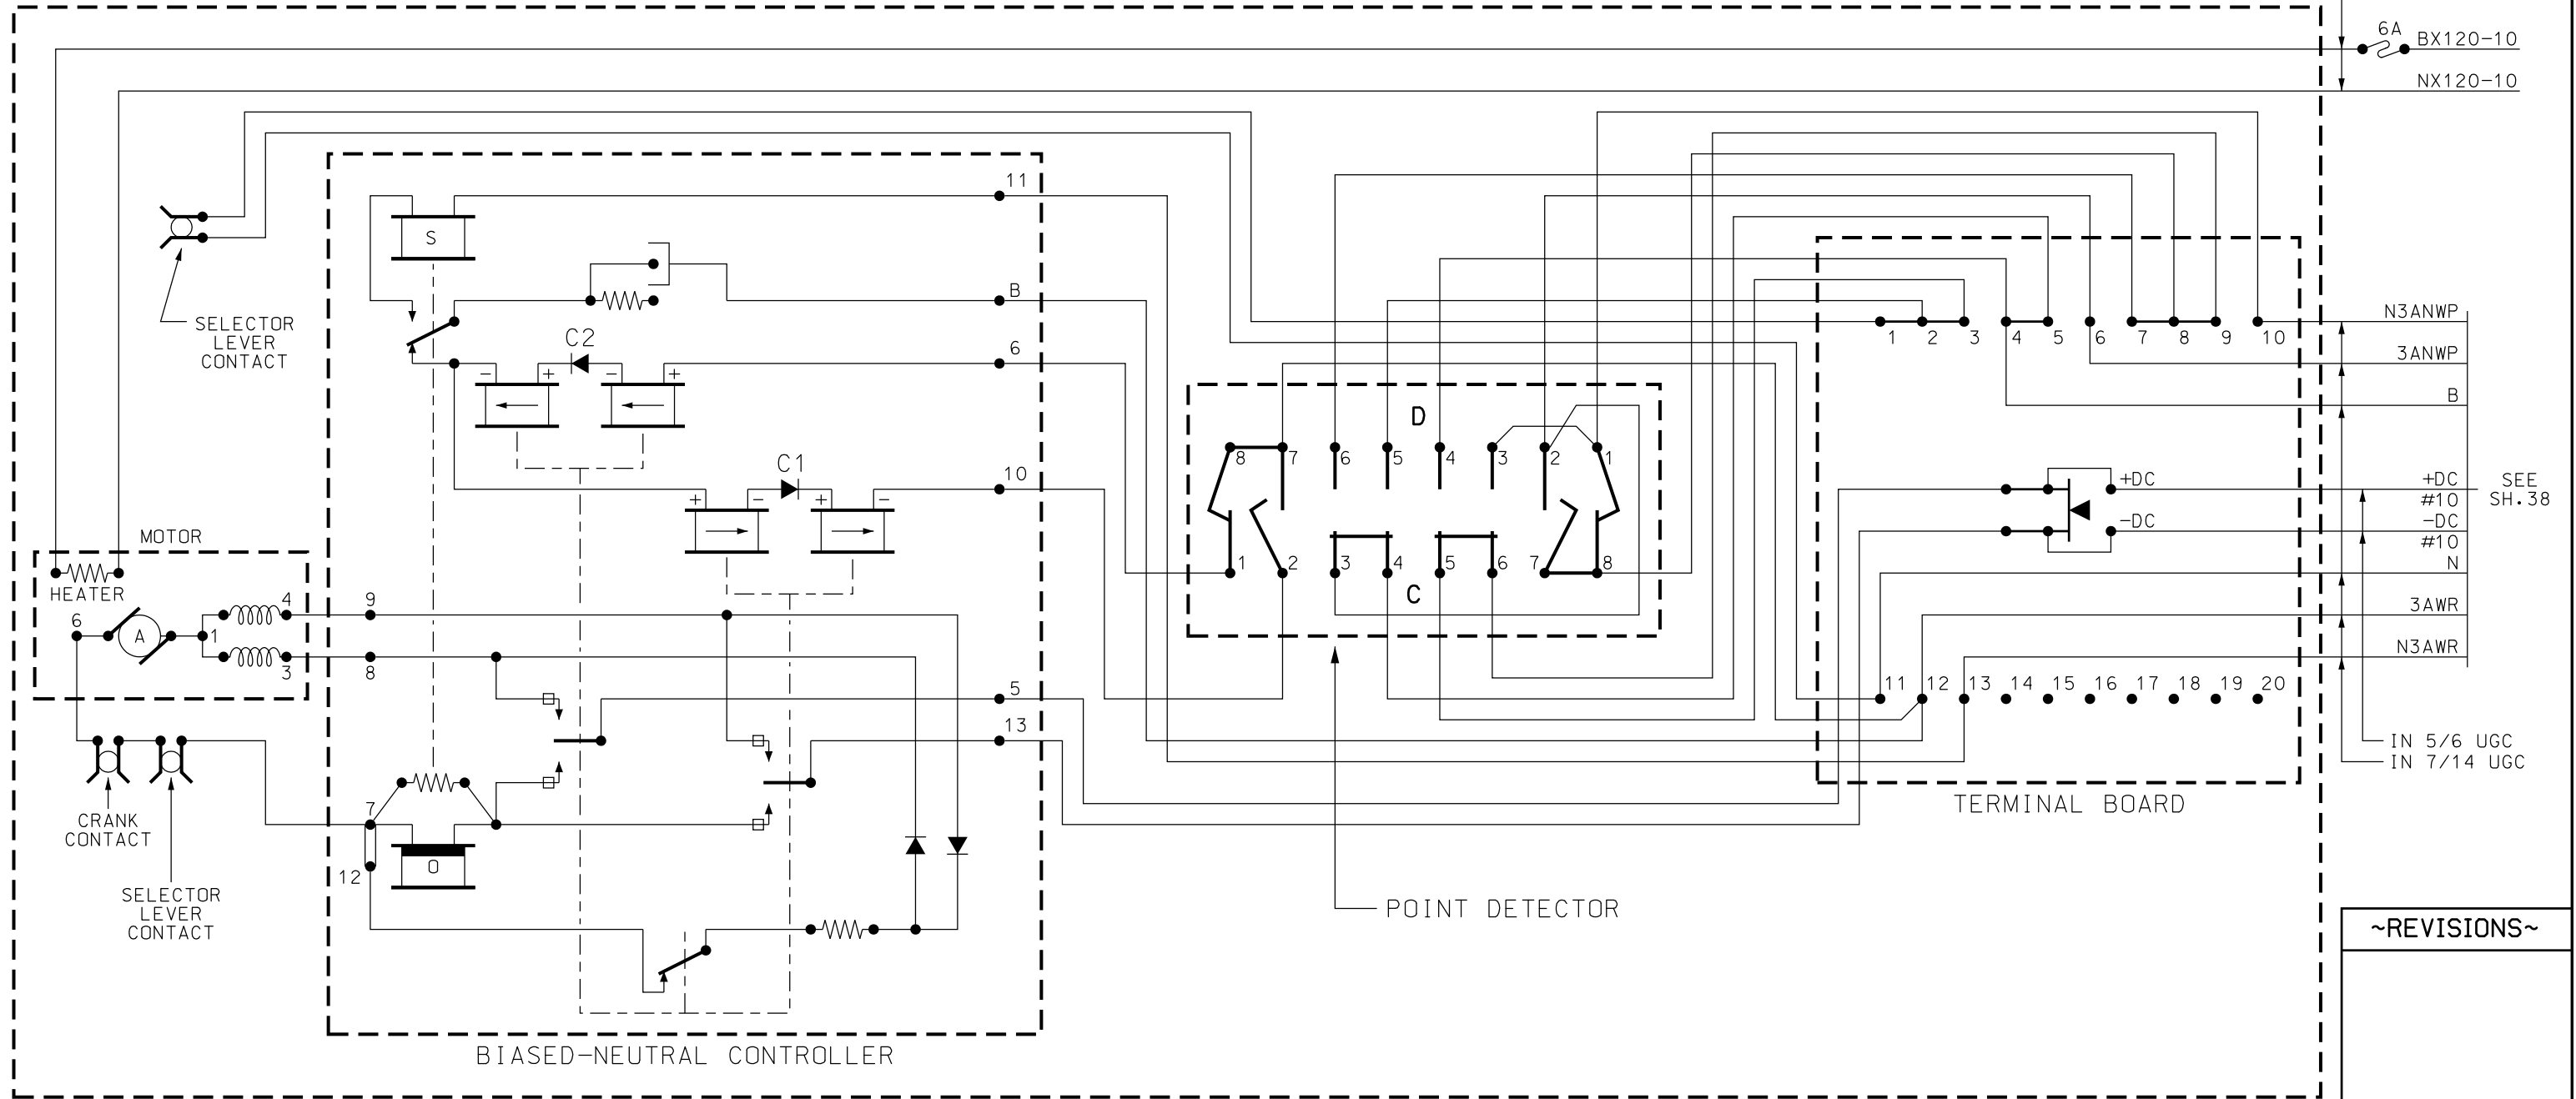 6A
BX120-10
NX120-10
SELECTOR
LEVER
CONTACT
S
11
B
C2
6
- + - +
C1
10
+ - + -
MOTOR
HEATER
6
A
1
4
3
9
8
5
13
7
12
O
CRANK
CONTACT
SELECTOR
LEVER
CONTACT
BIASED-NEUTRAL CONTROLLER
D
8 7 6 5 4 3 2 1
1 2 3 4 5 6 7 8
C
POINT DETECTOR
1 2 3 4 5 6 7 8 9 10
+DC
-DC
11 12 13 14 15 16 17 18 19 20
TERMINAL BOARD
N3ANWP
3ANWP
B
+DC
#10
-DC
#10
N
3AWR
N3AWR
SEE
SH.38
IN 5/6 UGC
IN 7/14 UGC
~REVISIONS~